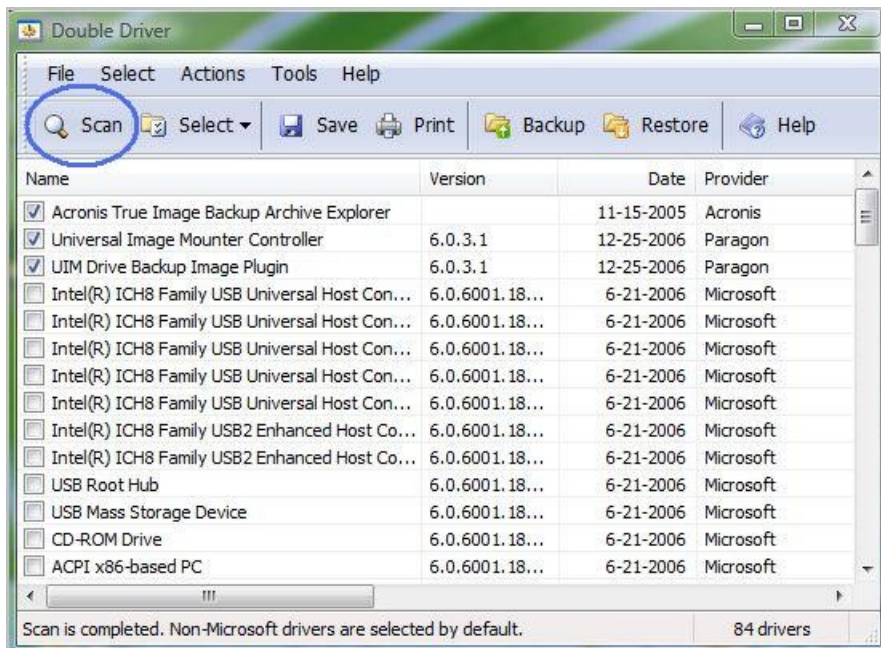 Double Driver
File Select Actions Tools Help
Scan Select Save Print Backup Restore Help
Name Version Date Provider
Acronis True Image Backup Archive Explorer 11-15-2005 Acronis
Universal Image Mounter Controller 6.0.3.1 12-25-2006 Paragon
UIM Drive Backup Image Plugin 6.0.3.1 12-25-2006 Paragon
Intel(R) ICH8 Family USB Universal Host Con... 6.0.6001.18... 6-21-2006 Microsoft
Intel(R) ICH8 Family USB Universal Host Con... 6.0.6001.18... 6-21-2006 Microsoft
Intel(R) ICH8 Family USB Universal Host Con... 6.0.6001.18... 6-21-2006 Microsoft
Intel(R) ICH8 Family USB Universal Host Con... 6.0.6001.18... 6-21-2006 Microsoft
Intel(R) ICH8 Family USB Universal Host Con... 6.0.6001.18... 6-21-2006 Microsoft
Intel(R) ICH8 Family USB2 Enhanced Host Co... 6.0.6001.18... 6-21-2006 Microsoft
Intel(R) ICH8 Family USB2 Enhanced Host Co... 6.0.6001.18... 6-21-2006 Microsoft
USB Root Hub 6.0.6001.18... 6-21-2006 Microsoft
USB Mass Storage Device 6.0.6001.18... 6-21-2006 Microsoft
CD-ROM Drive 6.0.6001.18... 6-21-2006 Microsoft
ACPI x86-based PC 6.0.6001.18... 6-21-2006 Microsoft
Scan is completed. Non-Microsoft drivers are selected by default. 84 drivers